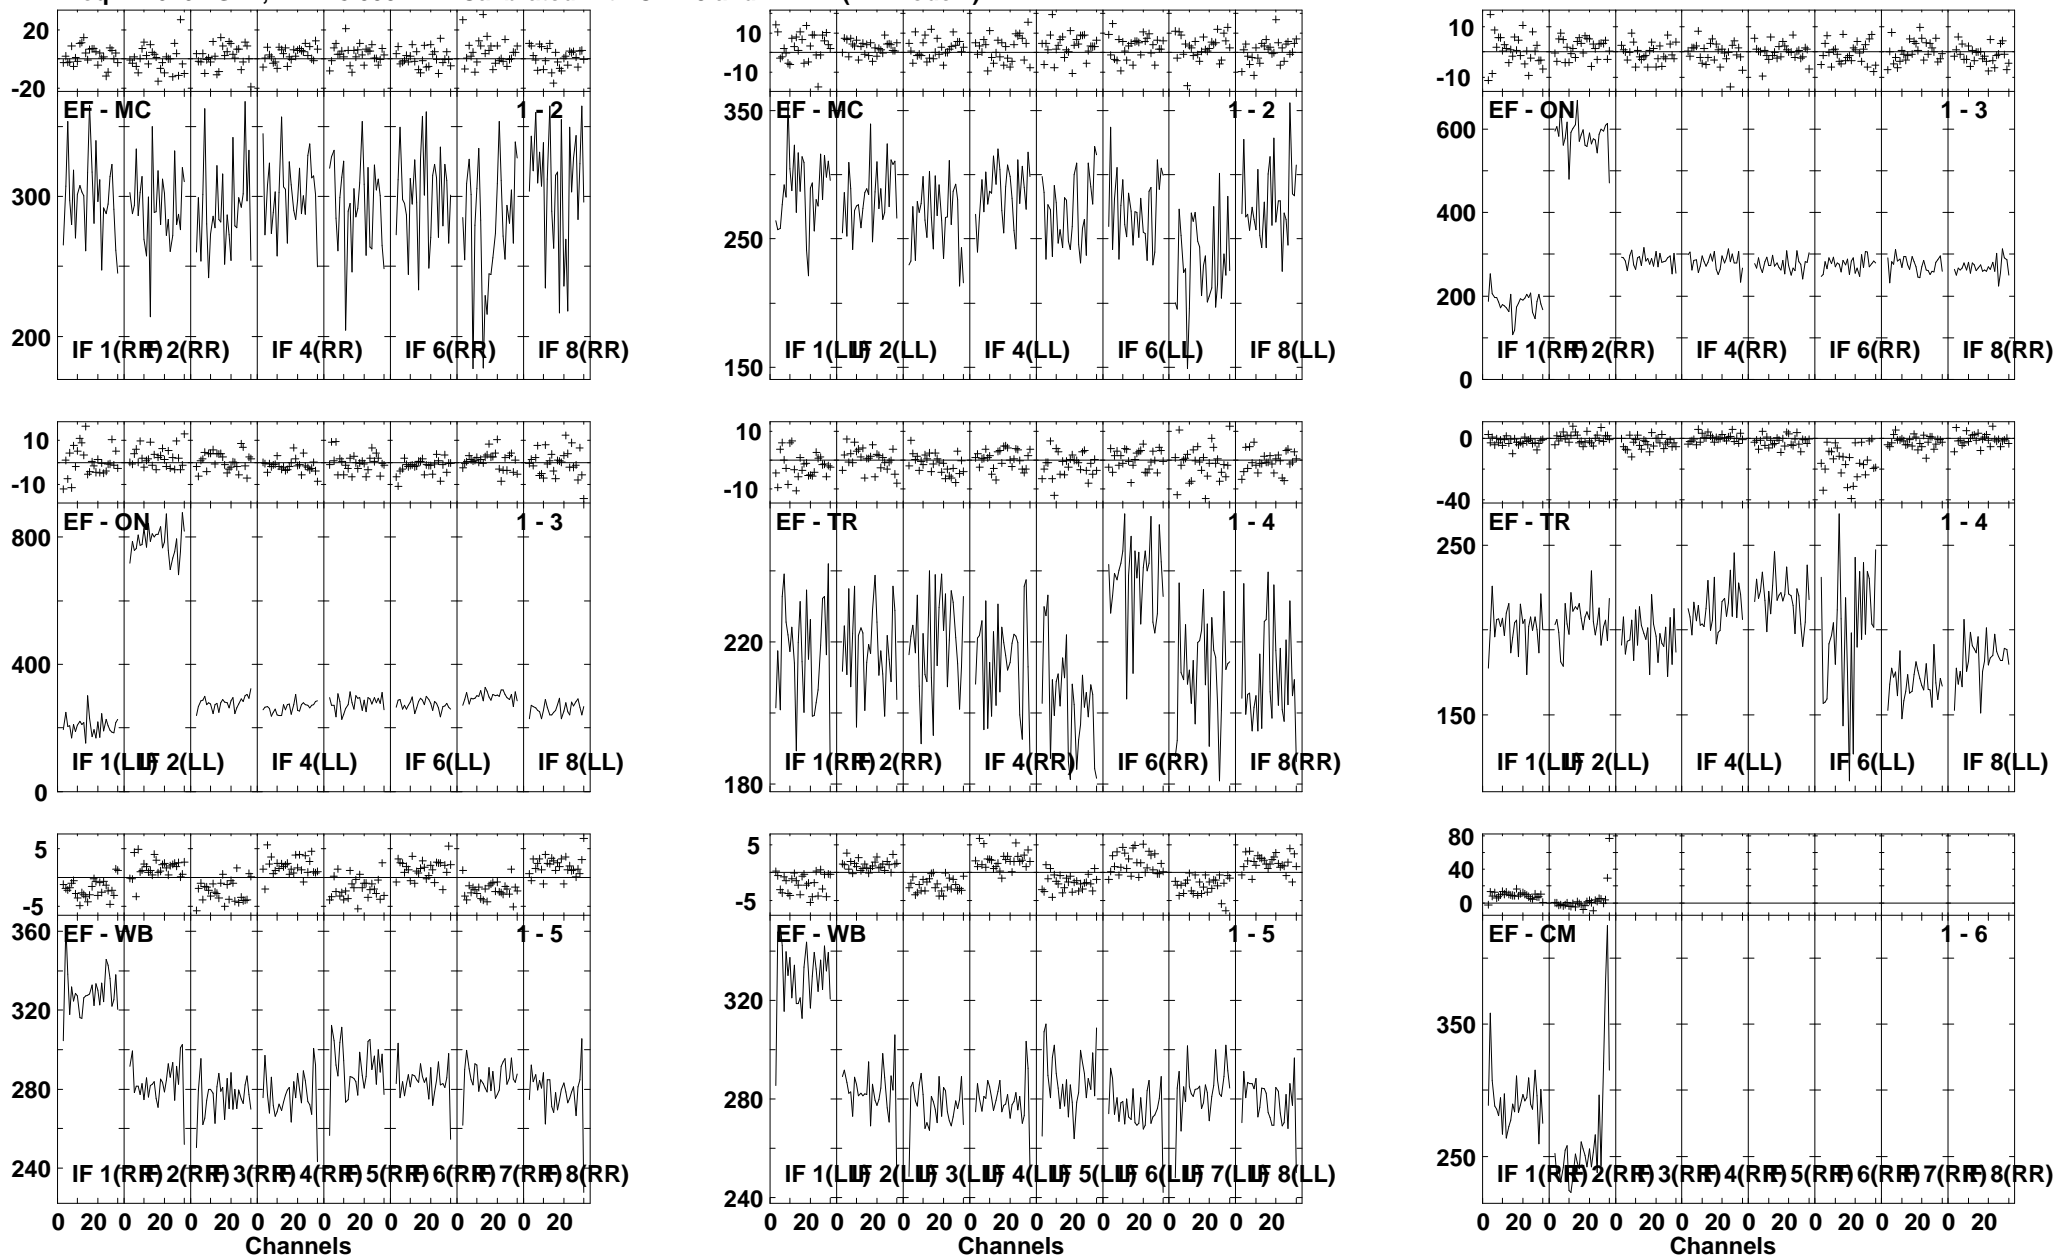 20
-20
EF - MC 1 - 2
300
200
IF 1(RR) IF 2(RR) IF 4(RR) IF 6(RR) IF 8(RR)
10
-10
EF - MC 1 - 2
350
250
150
IF 1(LL) IF 2(LL) IF 4(LL) IF 6(LL) IF 8(LL)
10
-10
EF - ON 1 - 3
600
400
200
0
IF 1(RR) IF 2(RR) IF 4(RR) IF 6(RR) IF 8(RR)
10
-10
EF - ON 1 - 3
800
400
0
IF 1(LL) IF 2(LL) IF 4(LL) IF 6(LL) IF 8(LL)
10
-10
EF - TR 1 - 4
220
180
IF 1(RR) IF 2(RR) IF 4(RR) IF 6(RR) IF 8(RR)
0
-40
EF - TR 1 - 4
250
150
IF 1(LL) IF 2(LL) IF 4(LL) IF 6(LL) IF 8(LL)
5
-5
EF - WB 1 - 5
360
320
280
240
IF 1(RR) IF 2(RR) IF 3(RR) IF 4(RR) IF 5(RR) IF 6(RR) IF 7(RR) IF 8(RR)
0 20 0 20 0 20 0 20 0 20 0 20 0 20 0 20
Channels
5
-5
EF - WB 1 - 5
320
280
240
IF 1(LL) IF 2(LL) IF 3(LL) IF 4(LL) IF 5(LL) IF 6(LL) IF 7(LL) IF 8(LL)
0 20 0 20 0 20 0 20 0 20 0 20 0 20 0 20
Channels
80
40
0
EF - CM 1 - 6
350
250
IF 1(RR) IF 2(RR) IF 3(RR) IF 4(RR) IF 5(RR) IF 6(RR) IF 7(RR) IF 8(RR)
0 20 0 20 0 20 0 20 0 20 0 20 0 20 0 20
Channels